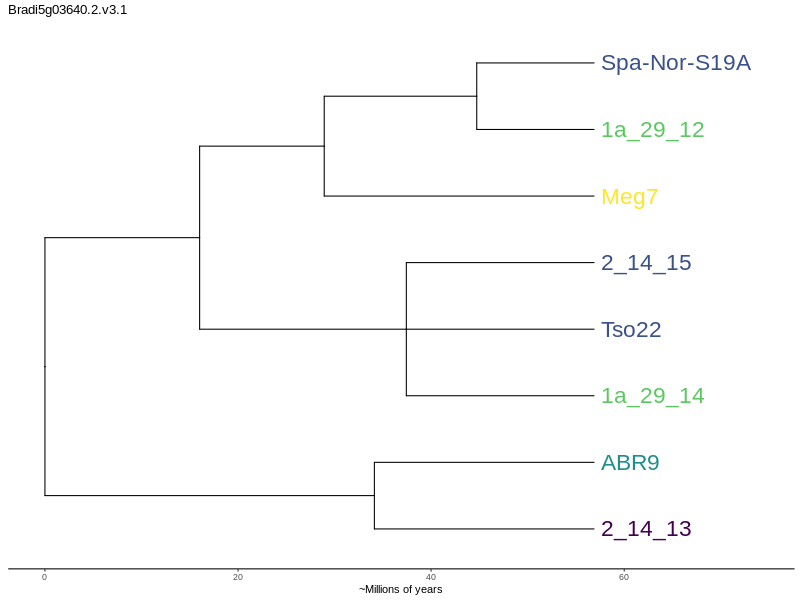 Bradi5g03640.2.v3.1
Spa-Nor-S19A
1a_29_12
Meg7
2_14_15
Tso22
1a_29_14
ABR9
2_14_13
0 20 40 60
~Millions of years